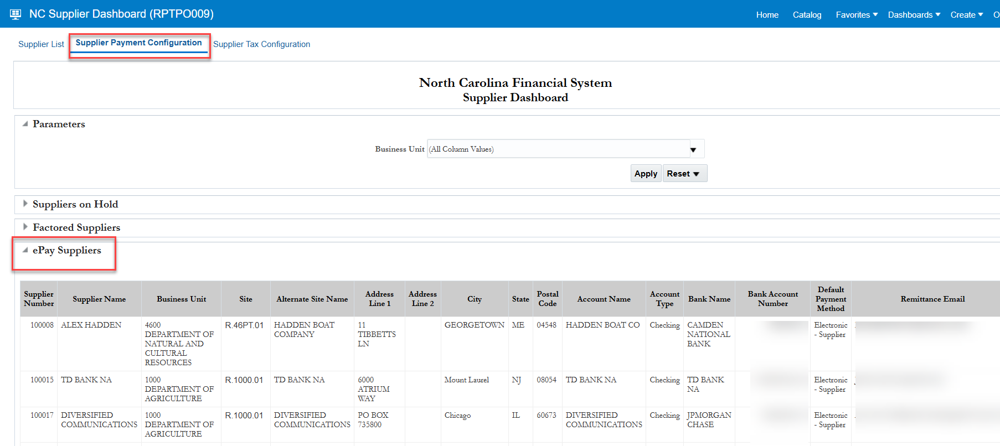 NC Supplier Dashboard (RPTPO009)
Home Catalog Favorites Dashboards Create
Supplier List Supplier Payment Configuration Supplier Tax Configuration
North Carolina Financial System
Supplier Dashboard
Parameters
Business Unit (All Column Values)
Apply Reset
Suppliers on Hold
Factored Suppliers
ePay Suppliers
Supplier Number Supplier Name Business Unit Site Alternate Site Name Address Line 1 Address Line 2 City State Postal Code Account Name Account Type Bank Name Bank Account Number Default Payment Method Remittance Email
100008 ALEX HADDEN 4600 R.46PT.01 HADDEN BOAT 11 GEORGETOWN ME 04548 HADDEN BOAT CO Checking CAMDEN Electronic
DEPARTMENT OF COMPANY TIBBETTS NATIONAL - Supplier
NATURAL AND LN BANK
CULTURAL
RESOURCES
100015 TD BANK NA 1000 R.1000.01 TD BANK NA 6000 Mount Laurel NJ 08054 TD BANK NA Checking TD BANK Electronic
DEPARTMENT OF ATRIUM NA - Supplier
AGRICULTURE WAY
100017 DIVERSIFIED 1000 R.1000.01 DIVERSIFIED PO BOX Chicago IL 60673 DIVERSIFIED Checking JPMORGAN Electronic
COMMUNICATIONS DEPARTMENT OF COMMUNICATIONS 735800 COMMUNICATIONS CHASE - Supplier
AGRICULTURE